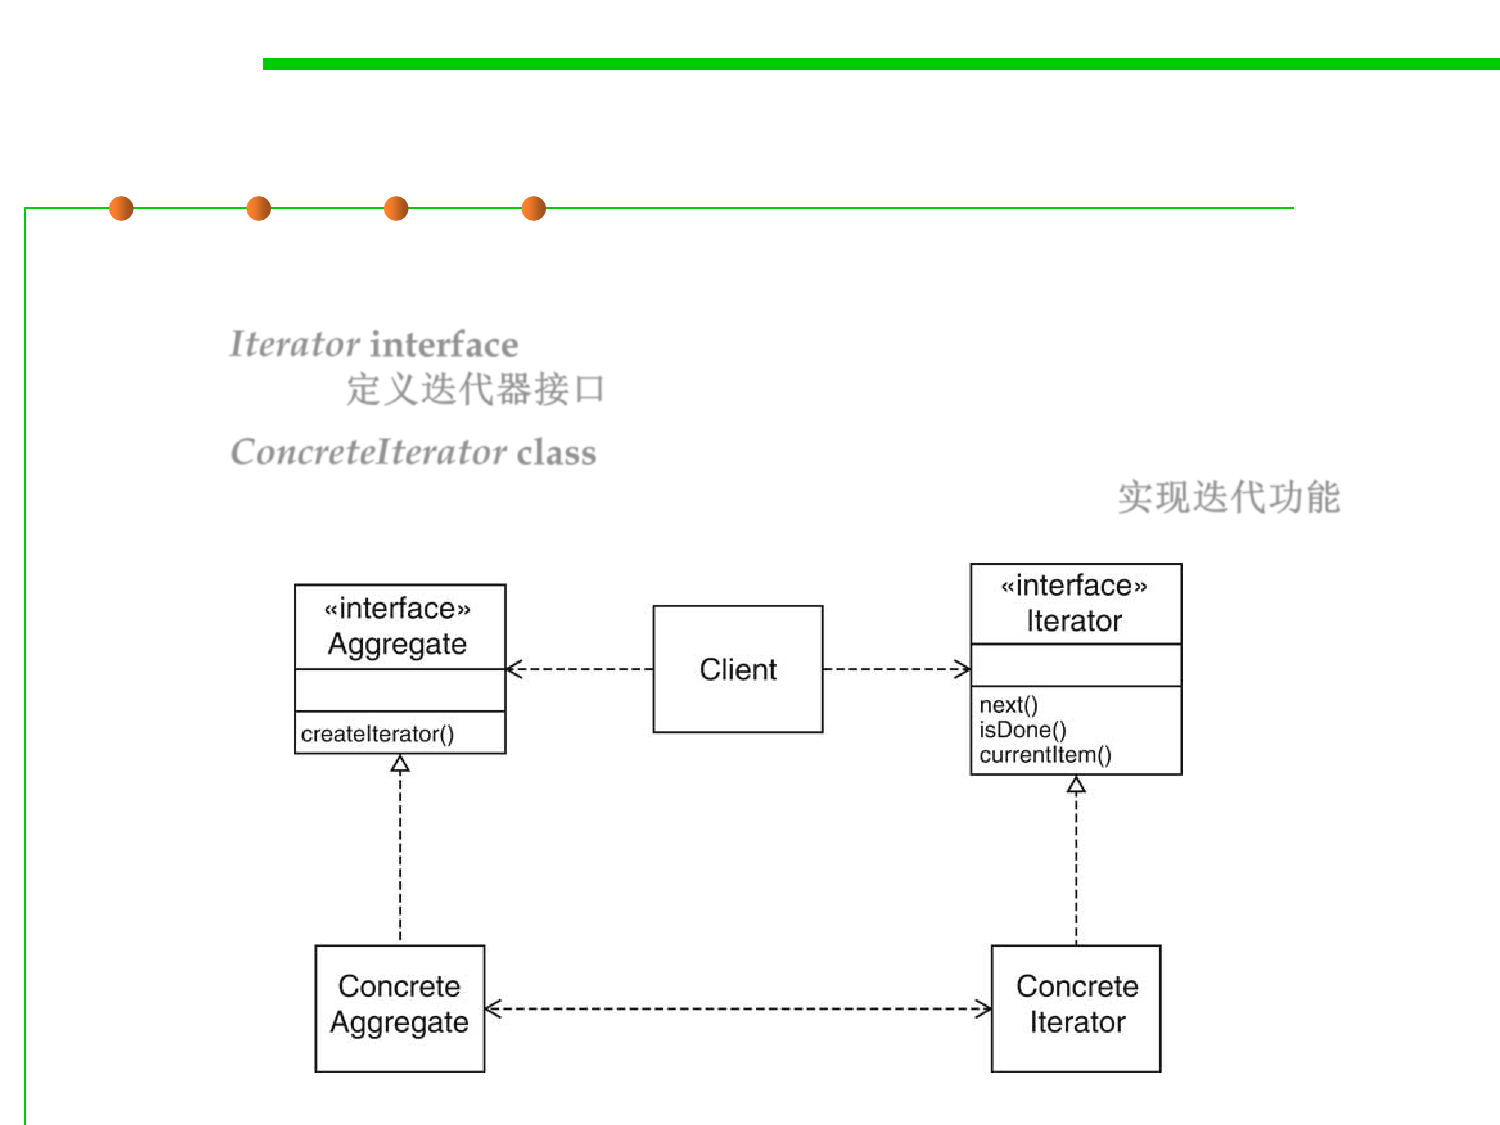 Iterator interface
定义迭代器接口
ConcreteIterator class
实现迭代功能
«interface»
Aggregate
createIterator()
Client
«interface»
Iterator
next()
isDone()
currentItem()
Concrete
Aggregate
Concrete
Iterator